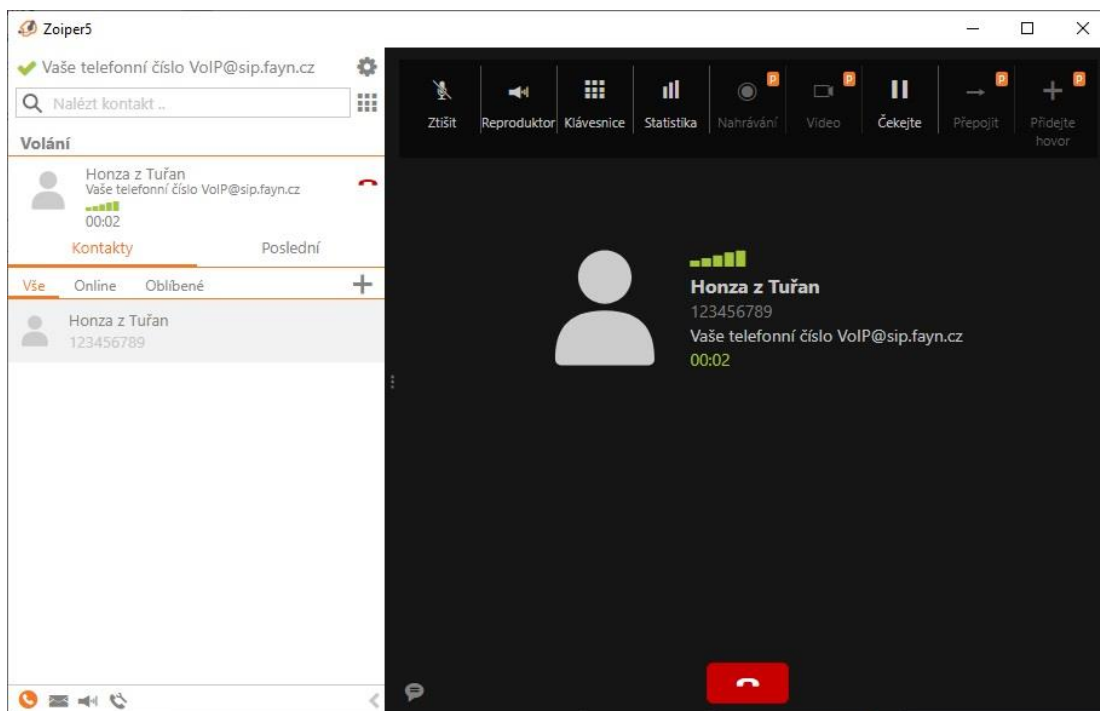 Zoiper5
Vaše telefonní číslo VoIP@sip.fayn.cz
Nalézt kontakt ..
Volání
Honza z Tuřan
Vaše telefonní číslo VoIP@sip.fayn.cz
00:02
Kontakty Poslední
Vše Online Oblíbené
Honza z Tuřan
123456789
Ztišit Reproduktor Klávesnice Statistika Nahrávání Video Čekejte Přepojit Přidejte
hovor
P P P P
Honza z Tuřan
123456789
Vaše telefonní číslo VoIP@sip.fayn.cz
00:02